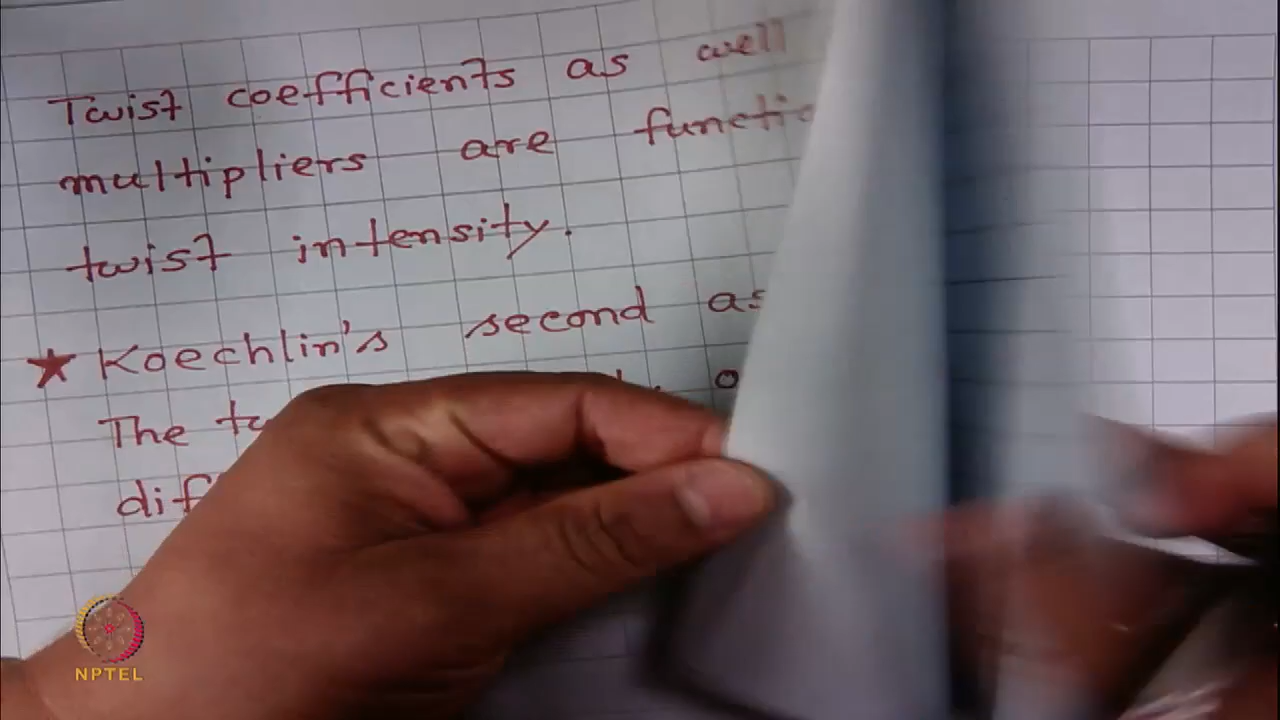 Twist coefficients as well
multipliers are
twist intensity.
★ Koechlin's second
The
NPTEL